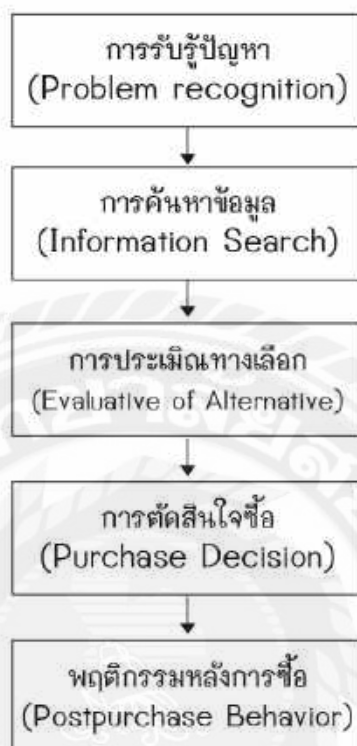 การรับรู้ปัญหา
(Problem recognition)
การค้นหาข้อมูล
(Information Search)
การประเมิณทางเลือก
(Evaluative of Alternative)
การตัดสินใจซื้อ
(Purchase Decision)
พฤติกรรมหลังการซื้อ
(Postpurchase Behavior)